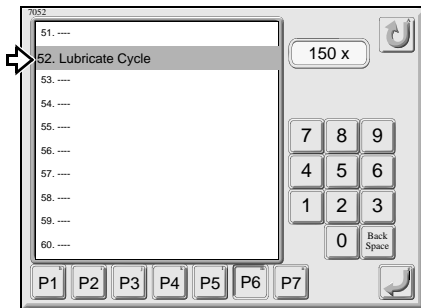 7052
51. ----
52. Lubricate Cycle
150 x
53. ----
54. ----
55. ----
56. ----
57. ----
58. ----
59. ----
60. ----
7 8 9
4 5 6
1 2 3
0 Back Space
P1 P2 P3 P4 P5 P6 P7